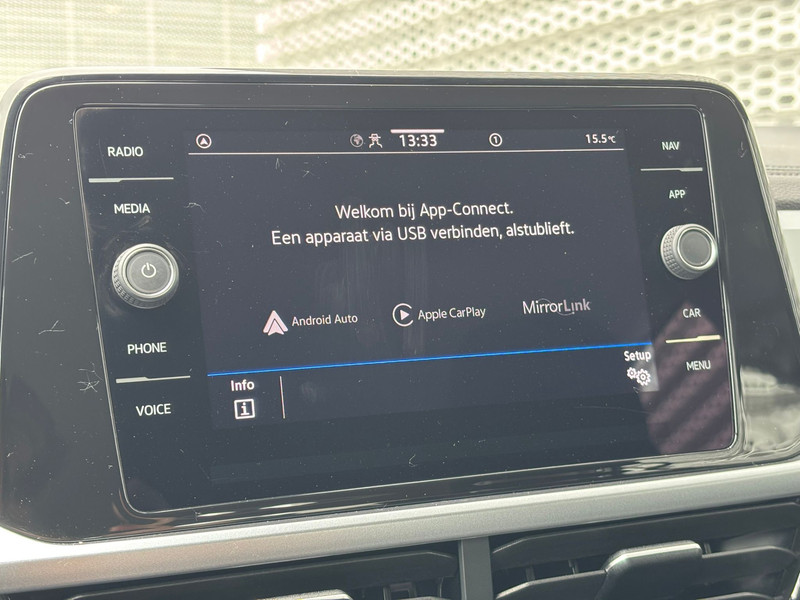 RADIO
MEDIA
PHONE
VOICE
13:33
1
15.5°C
Welkom bij App-Connect.
Een apparaat via USB verbinden, alstublieft.
Android Auto
Apple CarPlay
MirrorLink
Info
i
Setup
NAV
APP
CAR
MENU